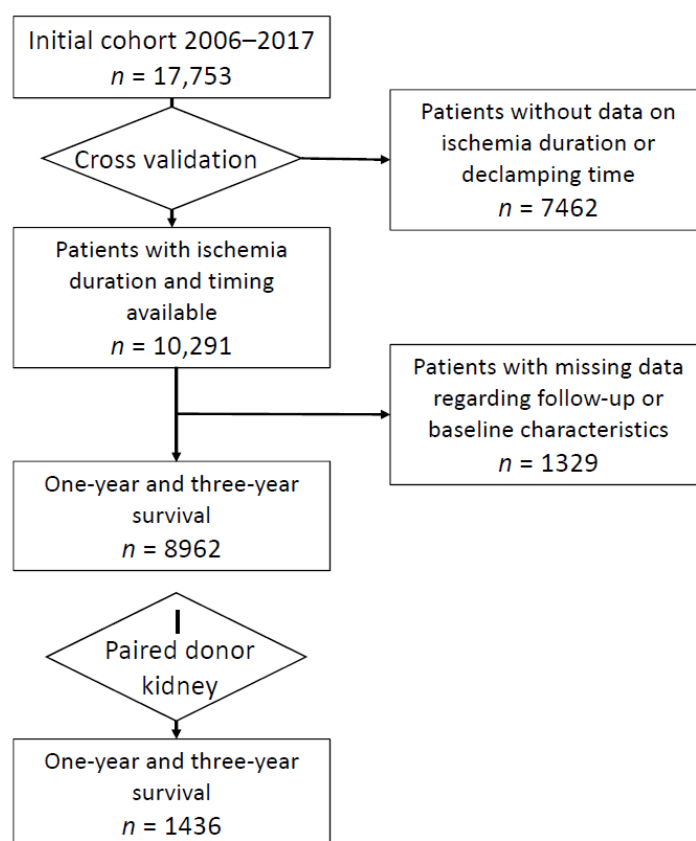 Initial cohort 2006–2017
n = 17,753
Cross validation
Patients without data on
ischemia duration or
declamping time
n = 7462
Patients with ischemia
duration and timing
available
n = 10,291
Patients with missing data
regarding follow-up or
baseline characteristics
n = 1329
One-year and three-year
survival
n = 8962
Paired donor
kidney
One-year and three-year
survival
n = 1436